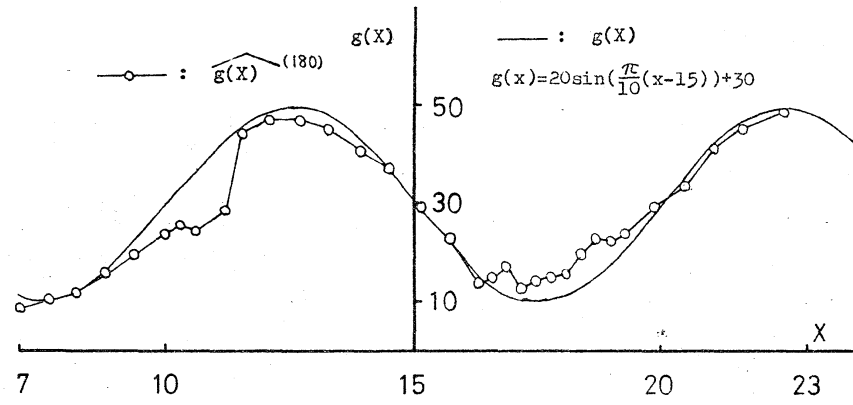 g(X)
—— : g(X)
—o—o— : g(X) (180)
g(x)=20sin(π/10(x-15))+30
50
30
10
X
7 10 15 20 23